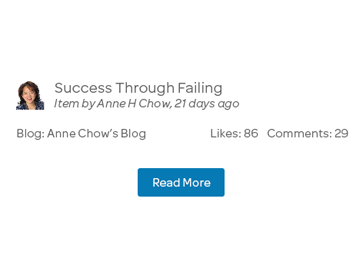 Success Through Failing
Item by Anne H Chow, 21 days ago
Blog: Anne Chow's Blog Likes: 86 Comments: 29
Read More